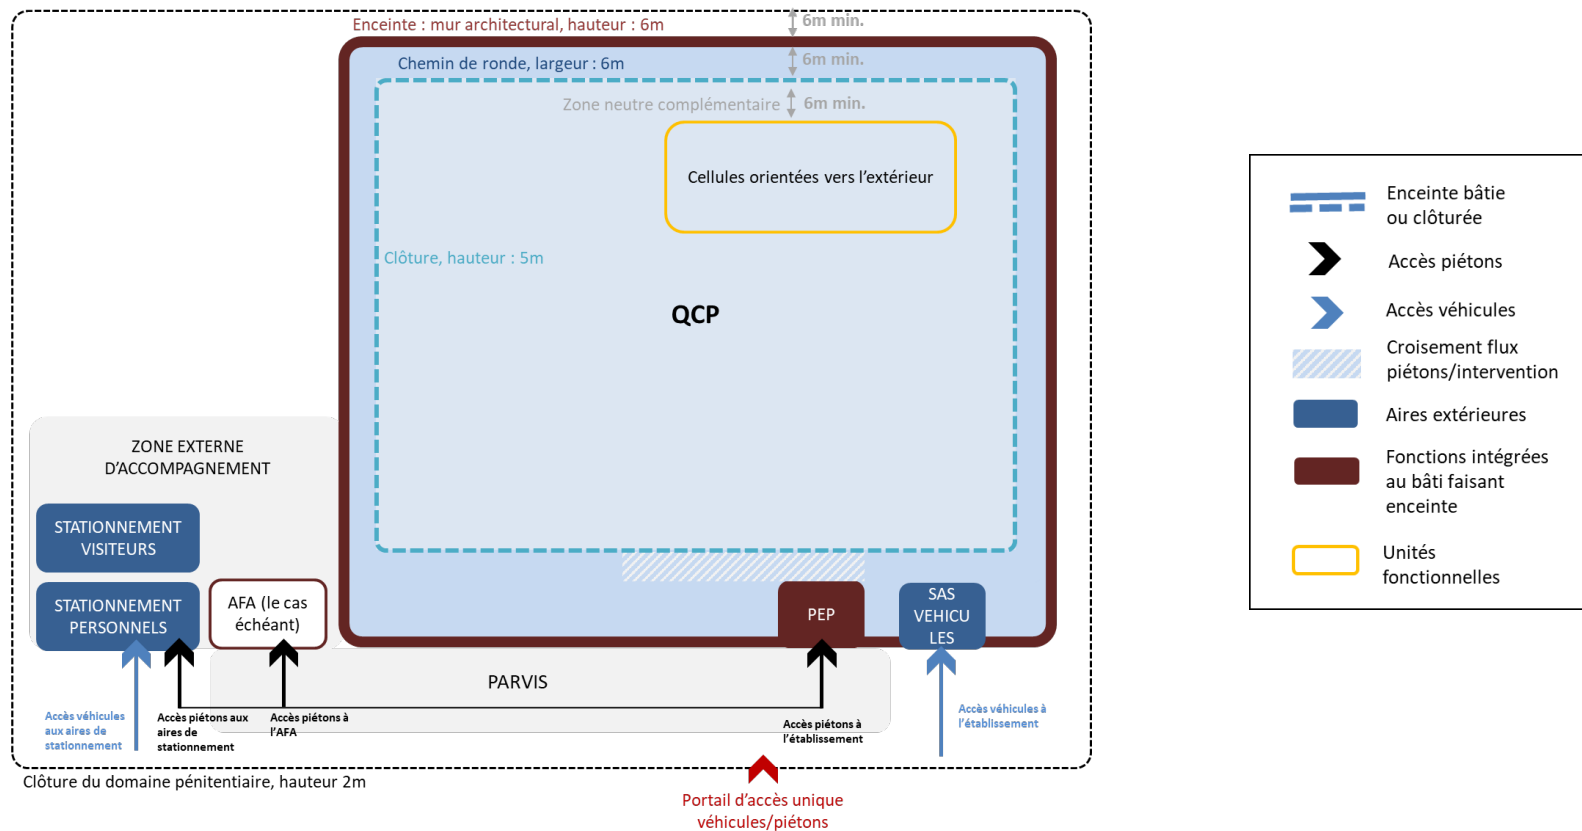 6m min.
Enceinte : mur architectural, hauteur : 6m
Chemin de ronde, largeur : 6m
6m min.
Zone neutre complémentaire
6m min.
Cellules orientées vers l'extérieur
Clôture, hauteur : 5m
QCP
ZONE EXTERNE
D'ACCOMPAGNEMENT
STATIONNEMENT
VISITEURS
STATIONNEMENT
PERSONNELS
AFA (le cas
échéant)
PEP
SAS
VEHICU
LES
PARVIS
Accès véhicules
aux aires de
stationnement
Accès piétons aux
aires de
stationnement
Accès piétons à
l'AFA
Accès piétons à
l'établissement
Accès véhicules à
l'établissement
Clôture du domaine pénitentiaire, hauteur 2m
Portail d'accès unique
véhicules/piétons
Enceinte bâtie
ou clôturée
Accès piétons
Accès véhicules
Croisement flux
piétons/intervention
Aires extérieures
Fonctions intégrées
au bâti faisant
enceinte
Unités
fonctionnelles